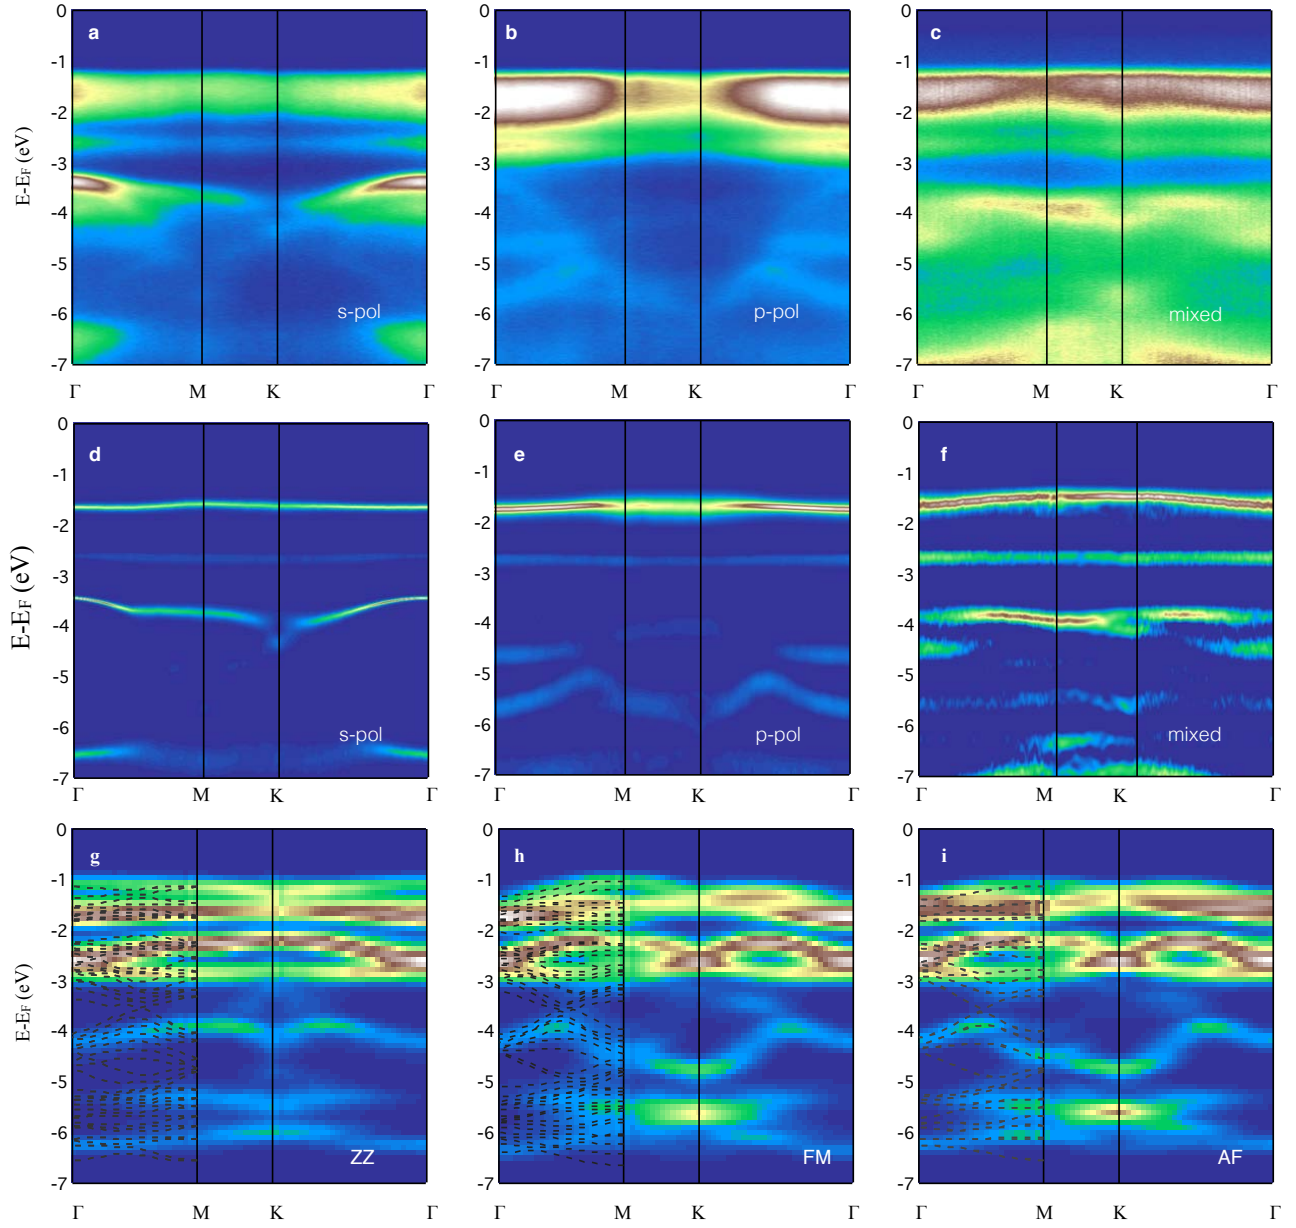 a b c
0 0 0
-1 -1 -1
-2 -2 -2
-3 -3 -3
-4 -4 -4
-5 -5 -5
-6 -6 -6
-7 -7 -7
E-EF (eV)
s-pol p-pol mixed
Γ M K Γ Γ M K Γ Γ M K Γ
d e f
0 0 0
-1 -1 -1
-2 -2 -2
-3 -3 -3
-4 -4 -4
-5 -5 -5
-6 -6 -6
-7 -7 -7
E-EF (eV)
s-pol p-pol mixed
Γ M K Γ Γ M K Γ Γ M K Γ
g h i
0 0 0
-1 -1 -1
-2 -2 -2
-3 -3 -3
-4 -4 -4
-5 -5 -5
-6 -6 -6
-7 -7 -7
E-EF (eV)
ZZ FM AF
Γ M K Γ Γ M K Γ Γ M K Γ